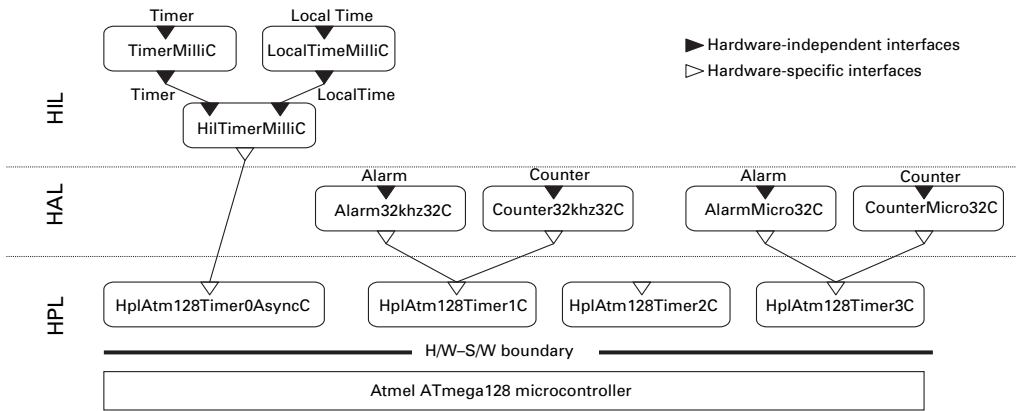 Timer
Local Time
TimerMilliC
LocalTimeMilliC
Hardware-independent interfaces
Hardware-specific interfaces
Timer
LocalTime
HIL
HilTimerMilliC
Alarm
Counter
Alarm
Counter
HAL
Alarm32khz32C
Counter32khz32C
AlarmMicro32C
CounterMicro32C
HPL
HplAtm128Timer0AsyncC
HplAtm128Timer1C
HplAtm128Timer2C
HplAtm128Timer3C
H/W–S/W boundary
Atmel ATmega128 microcontroller